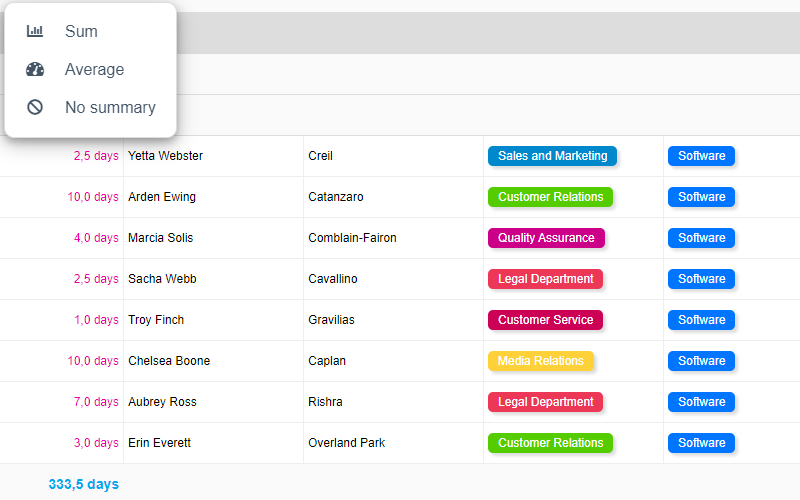 Sum
Average
No summary
2,5 days Yetta Webster Creil Sales and Marketing Software
10,0 days Arden Ewing Catanzaro Customer Relations Software
4,0 days Marcia Solis Comblain-Fairon Quality Assurance Software
2,5 days Sacha Webb Cavallino Legal Department Software
1,0 days Troy Finch Gravilias Customer Service Software
10,0 days Chelsea Boone Caplan Media Relations Software
7,0 days Aubrey Ross Rishra Legal Department Software
3,0 days Erin Everett Overland Park Customer Relations Software
333,5 days